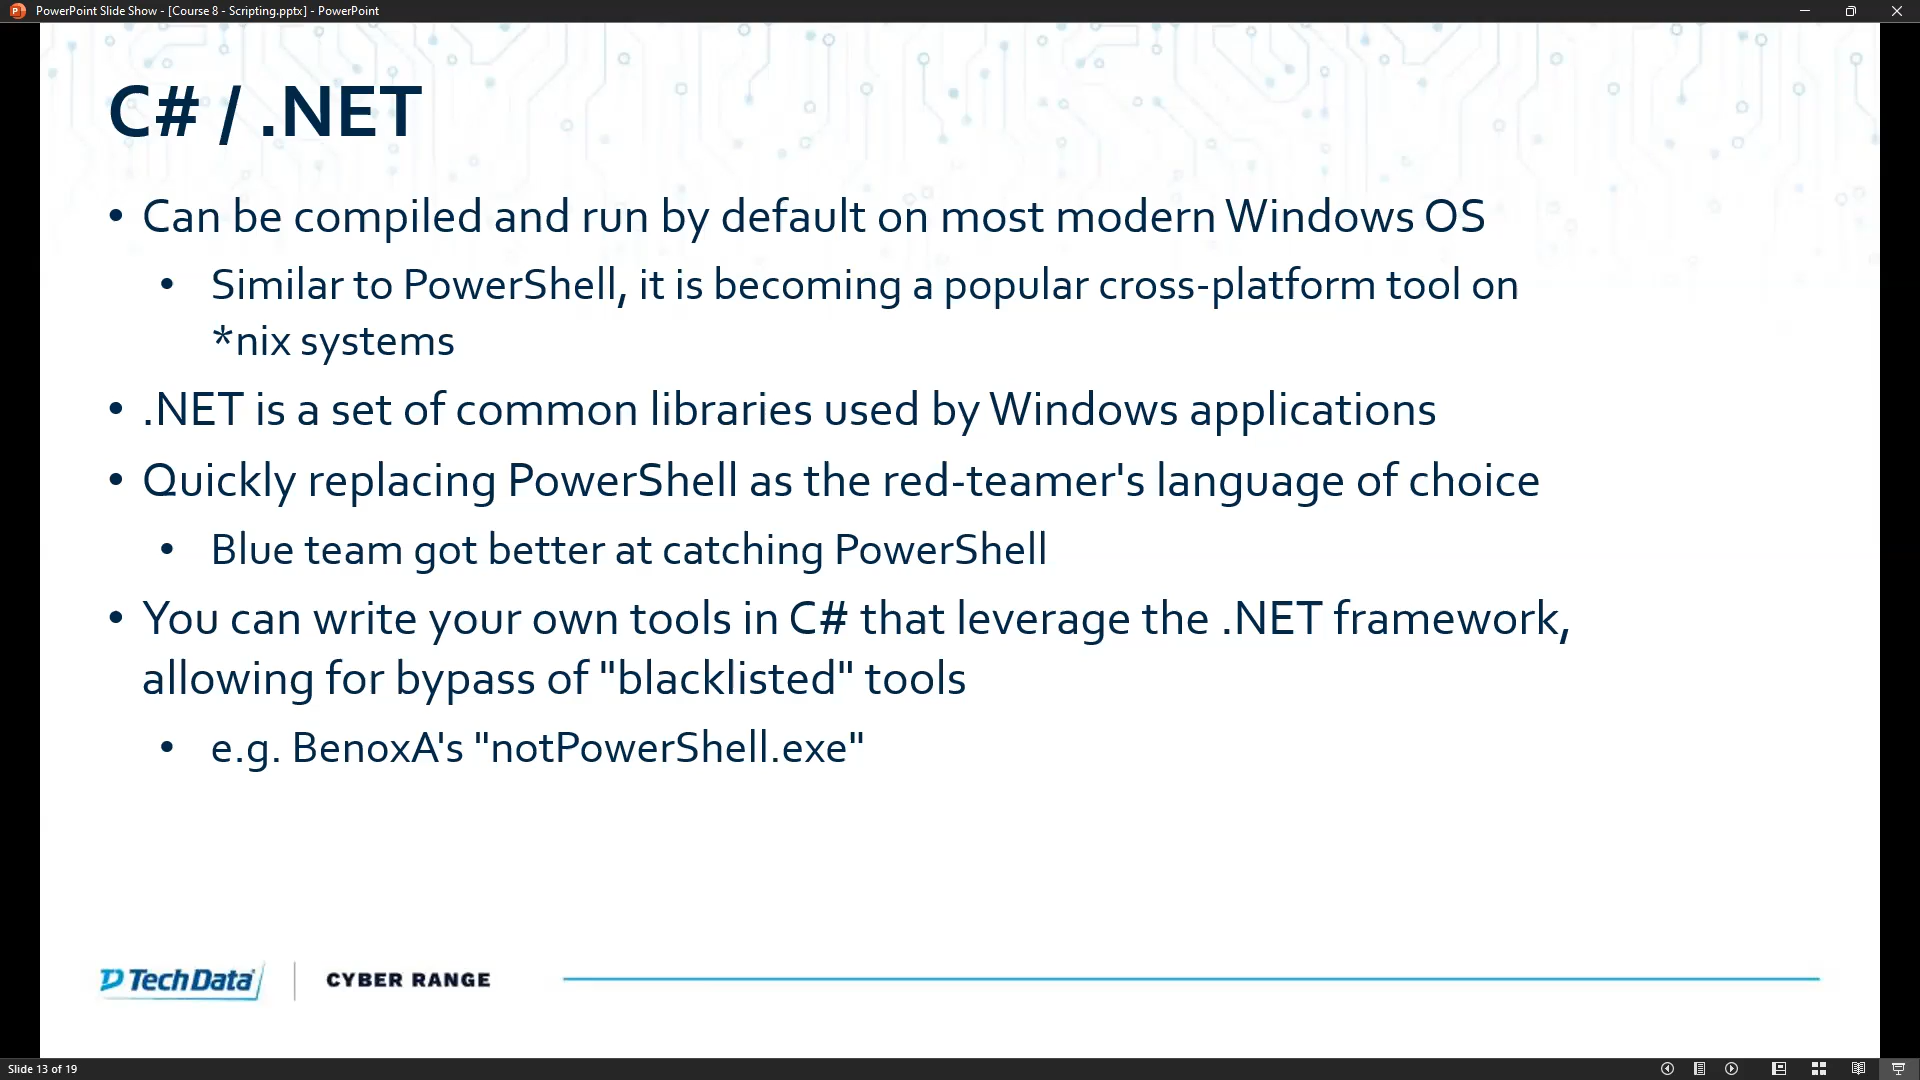 PowerPoint Slide Show - [Course 8 - Scripting.pptx] - PowerPoint
C# / .NET
• Can be compiled and run by default on most modern Windows OS
• Similar to PowerShell, it is becoming a popular cross-platform tool on
*nix systems
• .NET is a set of common libraries used by Windows applications
• Quickly replacing PowerShell as the red-teamer's language of choice
• Blue team got better at catching PowerShell
• You can write your own tools in C# that leverage the .NET framework,
allowing for bypass of "blacklisted" tools
• e.g. BenoxA's "notPowerShell.exe"
Tech Data
CYBER RANGE
Slide 13 of 19